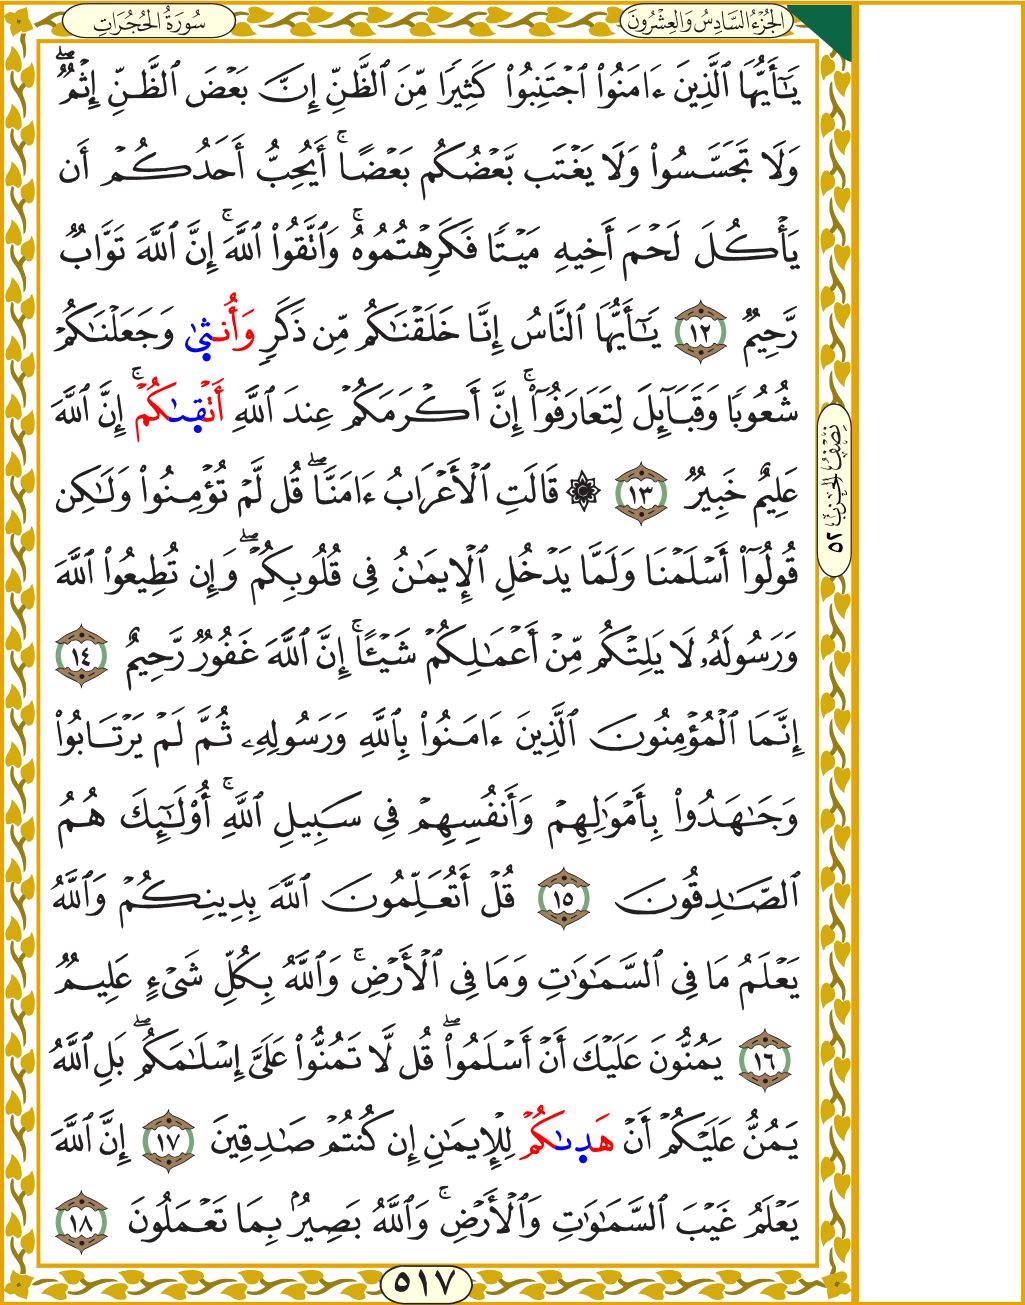 الجُزْءُ السَّادِسُ وَالعِشْرُونَ
سُورَةُ الحُجُرَاتِ
يَٰٓأَيُّهَا ٱلَّذِينَ ءَامَنُوا۟ ٱجْتَنِبُوا۟ كَثِيرًا مِّنَ ٱلظَّنِّ إِنَّ بَعْضَ ٱلظَّنِّ إِثْمٌۖ
وَلَا تَجَسَّسُوا۟ وَلَا يَغْتَب بَّعْضُكُم بَعْضًاۚ أَيُحِبُّ أَحَدُكُمْ أَن
يَأْكُلَ لَحْمَ أَخِيهِ مَيْتًا فَكَرِهْتُمُوهُۚ وَٱتَّقُوا۟ ٱللَّهَۚ إِنَّ ٱللَّهَ تَوَّابٌ
رَّحِيمٌ ١٢ يَٰٓأَيُّهَا ٱلنَّاسُ إِنَّا خَلَقْنَٰكُم مِّن ذَكَرٍ وَأُنثۭىٰ وَجَعَلْنَٰكُمْ
شُعُوبًا وَقَبَآئِلَ لِتَعَارَفُوٓا۟ۚ إِنَّ أَكْرَمَكُمْ عِندَ ٱللَّهِ أَتْقىٰكُمْۚ إِنَّ ٱللَّهَ
عَلِيمٌ خَبِيرٌ ١٣ ۞ قَالَتِ ٱلْأَعْرَابُ ءَامَنَّاۖ قُل لَّمْ تُؤْمِنُوا۟ وَلَٰكِن
قُولُوٓا۟ أَسْلَمْنَا وَلَمَّا يَدْخُلِ ٱلْإِيمَٰنُ فِى قُلُوبِكُمْۖ وَإِن تُطِيعُوا۟ ٱللَّهَ
وَرَسُولَهُۥ لَا يَلِتْكُم مِّنْ أَعْمَٰلِكُمْ شَيْـًٔاۚ إِنَّ ٱللَّهَ غَفُورٌ رَّحِيمٌ ١٤
إِنَّمَا ٱلْمُؤْمِنُونَ ٱلَّذِينَ ءَامَنُوا۟ بِٱللَّهِ وَرَسُولِهِۦ ثُمَّ لَمْ يَرْتَابُوا۟
وَجَٰهَدُوا۟ بِأَمْوَٰلِهِمْ وَأَنفُسِهِمْ فِى سَبِيلِ ٱللَّهِۚ أُو۟لَٰٓئِكَ هُمُ
ٱلصَّٰدِقُونَ ١٥ قُلْ أَتُعَلِّمُونَ ٱللَّهَ بِدِينِكُمْ وَٱللَّهُ
يَعْلَمُ مَا فِى ٱلسَّمَٰوَٰتِ وَمَا فِى ٱلْأَرْضِۚ وَٱللَّهُ بِكُلِّ شَىْءٍ عَلِيمٌ
١٦ يَمُنُّونَ عَلَيْكَ أَنْ أَسْلَمُوا۟ۖ قُل لَّا تَمُنُّوا۟ عَلَىَّ إِسْلَٰمَكُمۖ بَلِ ٱللَّهُ
يَمُنُّ عَلَيْكُمْ أَنْ هَدىٰكُمْ لِلْإِيمَٰنِ إِن كُنتُمْ صَٰدِقِينَ ١٧ إِنَّ ٱللَّهَ
يَعْلَمُ غَيْبَ ٱلسَّمَٰوَٰتِ وَٱلْأَرْضِۚ وَٱللَّهُ بَصِيرٌۢ بِمَا تَعْمَلُونَ ١٨
نِصْفُ الحِزْب ٥٢
٥١٧